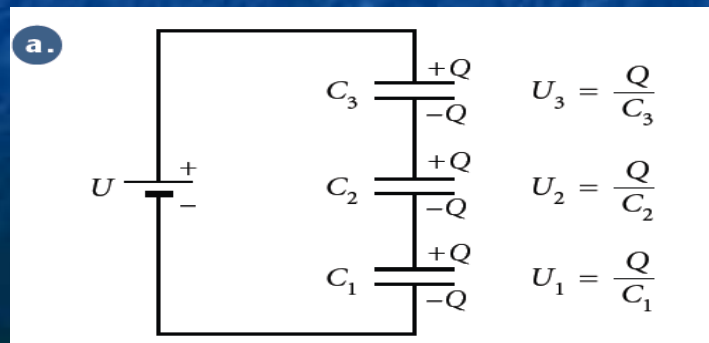 a.
+Q
C₃ U₃ = Q/C₃
−Q
+Q
+
U C₂ U₂ = Q/C₂
−
−Q
+Q
C₁ U₁ = Q/C₁
−Q